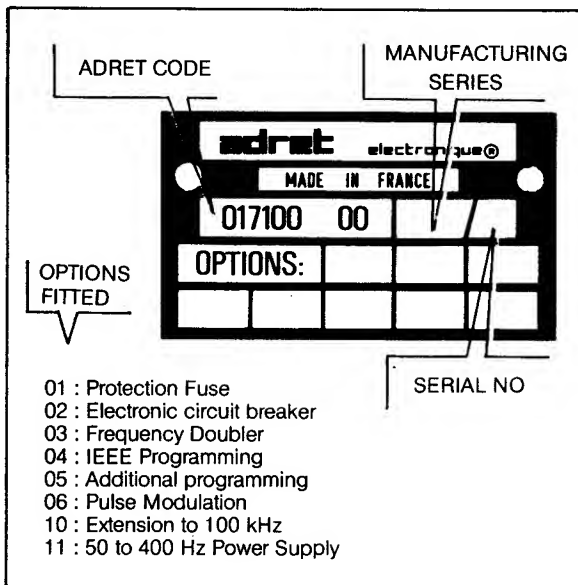 ADRET CODE
MANUFACTURING
SERIES
adret electronique®
MADE IN FRANCE
017100 00
OPTIONS:
OPTIONS
FITTED
SERIAL NO
01 : Protection Fuse
02 : Electronic circuit breaker
03 : Frequency Doubler
04 : IEEE Programming
05 : Additional programming
06 : Pulse Modulation
10 : Extension to 100 kHz
11 : 50 to 400 Hz Power Supply